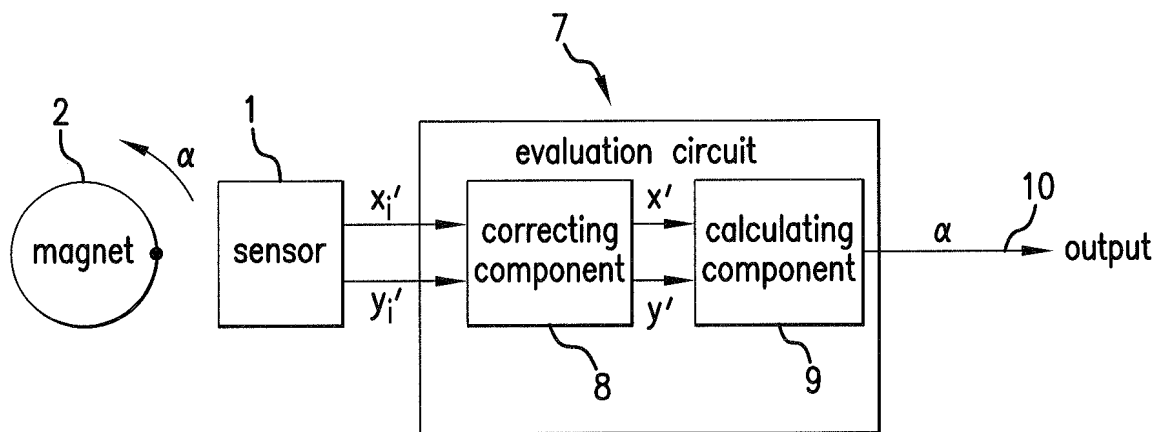 7
2
1
α
evaluation circuit
10
magnet
sensor
xi'
yi'
correcting
component
x'
y'
calculating
component
α
output
8
9